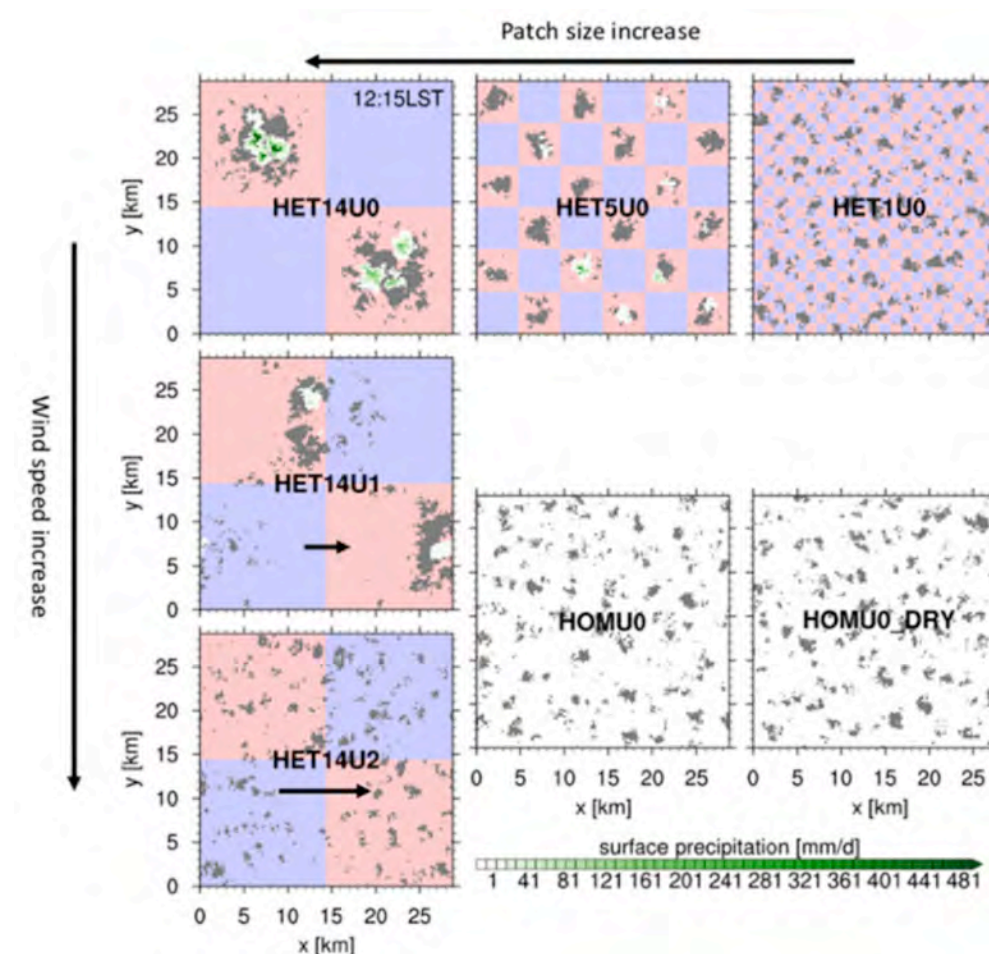 Patch size increase
Wind speed increase
12:15LST
HET14U0
HET5U0
HET1U0
y [km]
25
20
15
10
5
0
HET14U1
y [km]
25
20
15
10
5
0
HOMU0
HOMU0_DRY
0 5 10 15 20 25
x [km]
0 5 10 15 20 25
x [km]
HET14U2
y [km]
25
20
15
10
5
0
0 5 10 15 20 25
x [km]
surface precipitation [mm/d]
1 41 81 121 161 201 241 281 321 361 401 441 481